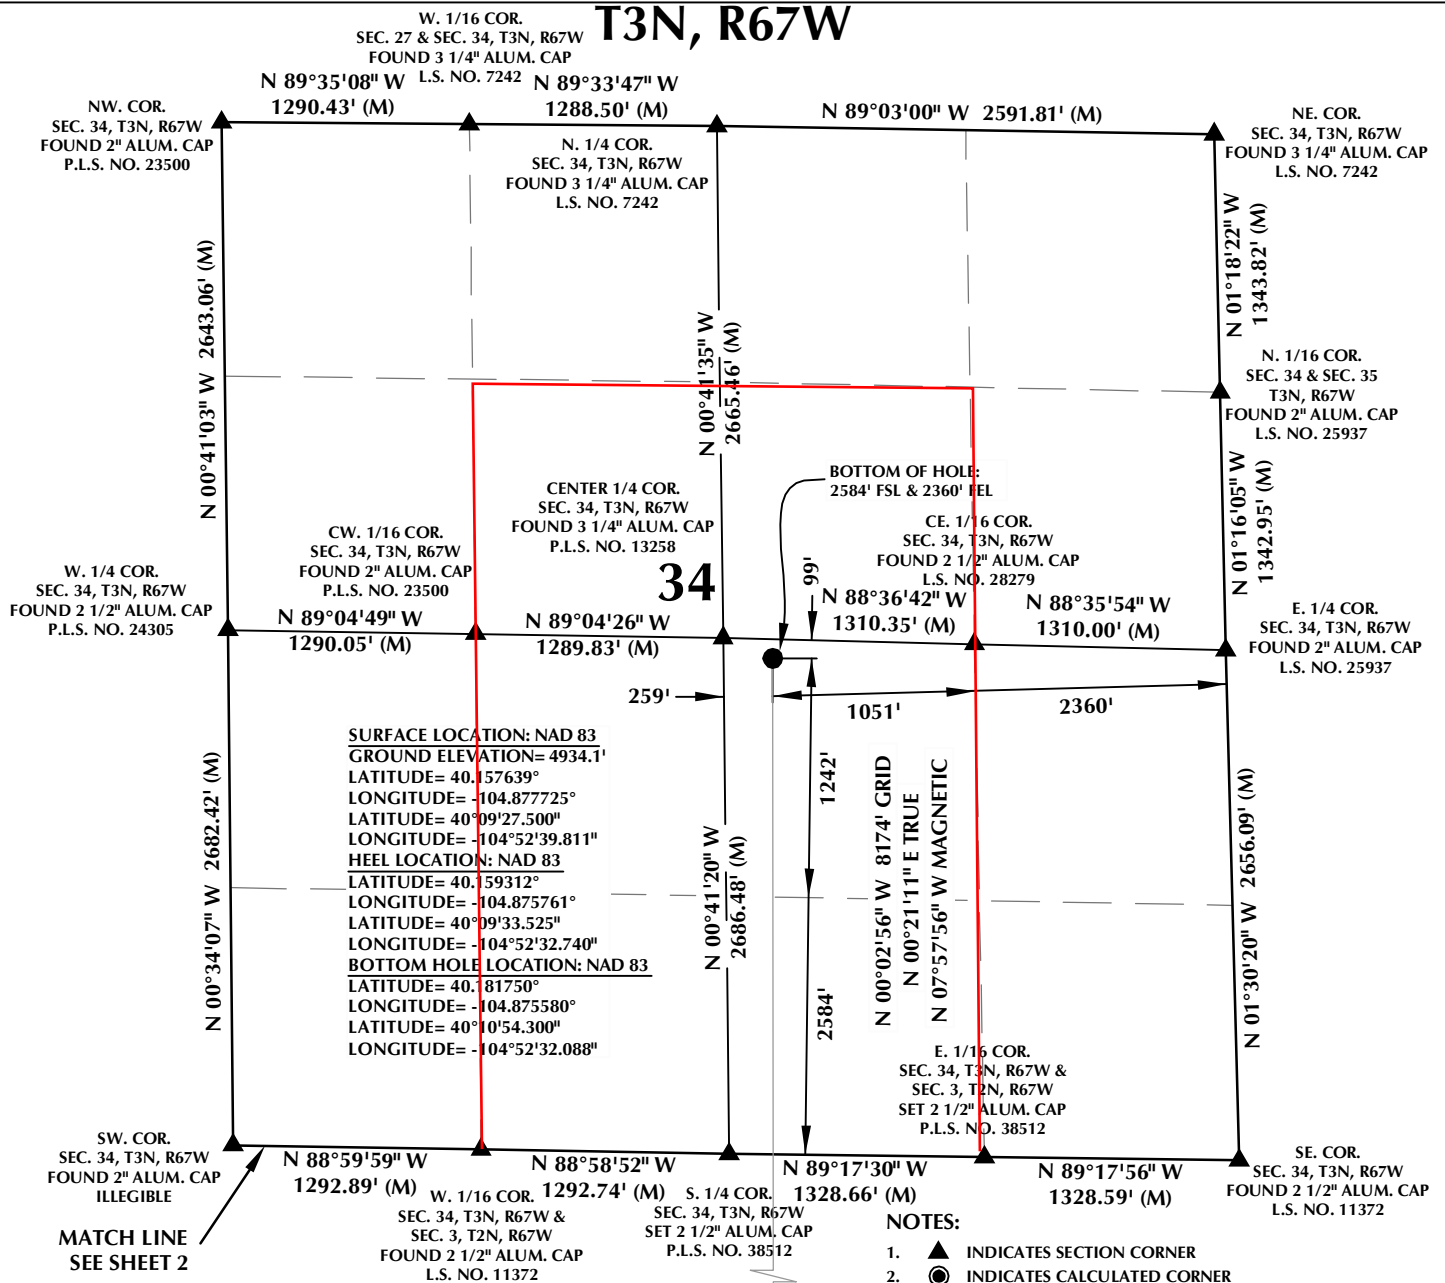 T3N, R67W
W. 1/16 COR.
SEC. 27 & SEC. 34, T3N, R67W
FOUND 3 1/4" ALUM. CAP
L.S. NO. 7242
N 89°35'08" W
1290.43' (M)
N 89°33'47" W
1288.50' (M)
N 89°03'00" W 2591.81' (M)
NW. COR.
SEC. 34, T3N, R67W
FOUND 2" ALUM. CAP
P.L.S. NO. 23500
N. 1/4 COR.
SEC. 34, T3N, R67W
FOUND 3 1/4" ALUM. CAP
L.S. NO. 7242
NE. COR.
SEC. 34, T3N, R67W
FOUND 3 1/4" ALUM. CAP
L.S. NO. 7242
N 00°41'03" W 2643.06' (M)
N 00°41'35" W
2665.46' (M)
N 01°18'22" W
1343.82' (M)
N. 1/16 COR.
SEC. 34 & SEC. 35
T3N, R67W
FOUND 2" ALUM. CAP
L.S. NO. 25937
N 01°16'05" W
1342.95' (M)
BOTTOM OF HOLE:
2584' FSL & 2360' FEL
CENTER 1/4 COR.
SEC. 34, T3N, R67W
FOUND 3 1/4" ALUM. CAP
P.L.S. NO. 13258
CE. 1/16 COR.
SEC. 34, T3N, R67W
FOUND 2 1/2" ALUM. CAP
L.S. NO. 28279
CW. 1/16 COR.
SEC. 34, T3N, R67W
FOUND 2" ALUM. CAP
P.L.S. NO. 23500
34
99'
W. 1/4 COR.
SEC. 34, T3N, R67W
FOUND 2 1/2" ALUM. CAP
P.L.S. NO. 24305
N 89°04'49" W
1290.05' (M)
N 89°04'26" W
1289.83' (M)
N 88°36'42" W
1310.35' (M)
N 88°35'54" W
1310.00' (M)
E. 1/4 COR.
SEC. 34, T3N, R67W
FOUND 2" ALUM. CAP
L.S. NO. 25937
259'
1051'
2360'
SURFACE LOCATION: NAD 83
GROUND ELEVATION= 4934.1'
LATITUDE= 40.157639°
LONGITUDE= -104.877725°
LATITUDE= 40°09'27.500"
LONGITUDE= -104°52'39.811"
HEEL LOCATION: NAD 83
LATITUDE= 40.159312°
LONGITUDE= -104.875761°
LATITUDE= 40°09'33.525"
LONGITUDE= -104°52'32.740"
BOTTOM HOLE LOCATION: NAD 83
LATITUDE= 40.181750°
LONGITUDE= -104.875580°
LATITUDE= 40°10'54.300"
LONGITUDE= -104°52'32.088"
N 00°34'07" W 2682.42' (M)
N 00°41'20" W
2686.48' (M)
1242'
2584'
N 00°02'56" W 8174' GRID
N 00°21'11" E TRUE
N 07°57'56" W MAGNETIC
N 01°30'20" W 2656.09' (M)
E. 1/16 COR.
SEC. 34, T3N, R67W &
SEC. 3, T2N, R67W
SET 2 1/2" ALUM. CAP
P.L.S. NO. 38512
SW. COR.
SEC. 34, T3N, R67W
FOUND 2" ALUM. CAP
ILLEGIBLE
MATCH LINE
SEE SHEET 2
N 88°59'59" W
1292.89' (M)
N 88°58'52" W
1292.74' (M)
N 89°17'30" W
1328.66' (M)
N 89°17'56" W
1328.59' (M)
W. 1/16 COR.
SEC. 34, T3N, R67W &
SEC. 3, T2N, R67W
FOUND 2 1/2" ALUM. CAP
L.S. NO. 11372
S. 1/4 COR.
SEC. 34, T3N, R67W
SET 2 1/2" ALUM. CAP
P.L.S. NO. 38512
SE. COR.
SEC. 34, T3N, R67W
FOUND 2 1/2" ALUM. CAP
L.S. NO. 11372
NOTES:
1. INDICATES SECTION CORNER
2. INDICATES CALCULATED CORNER